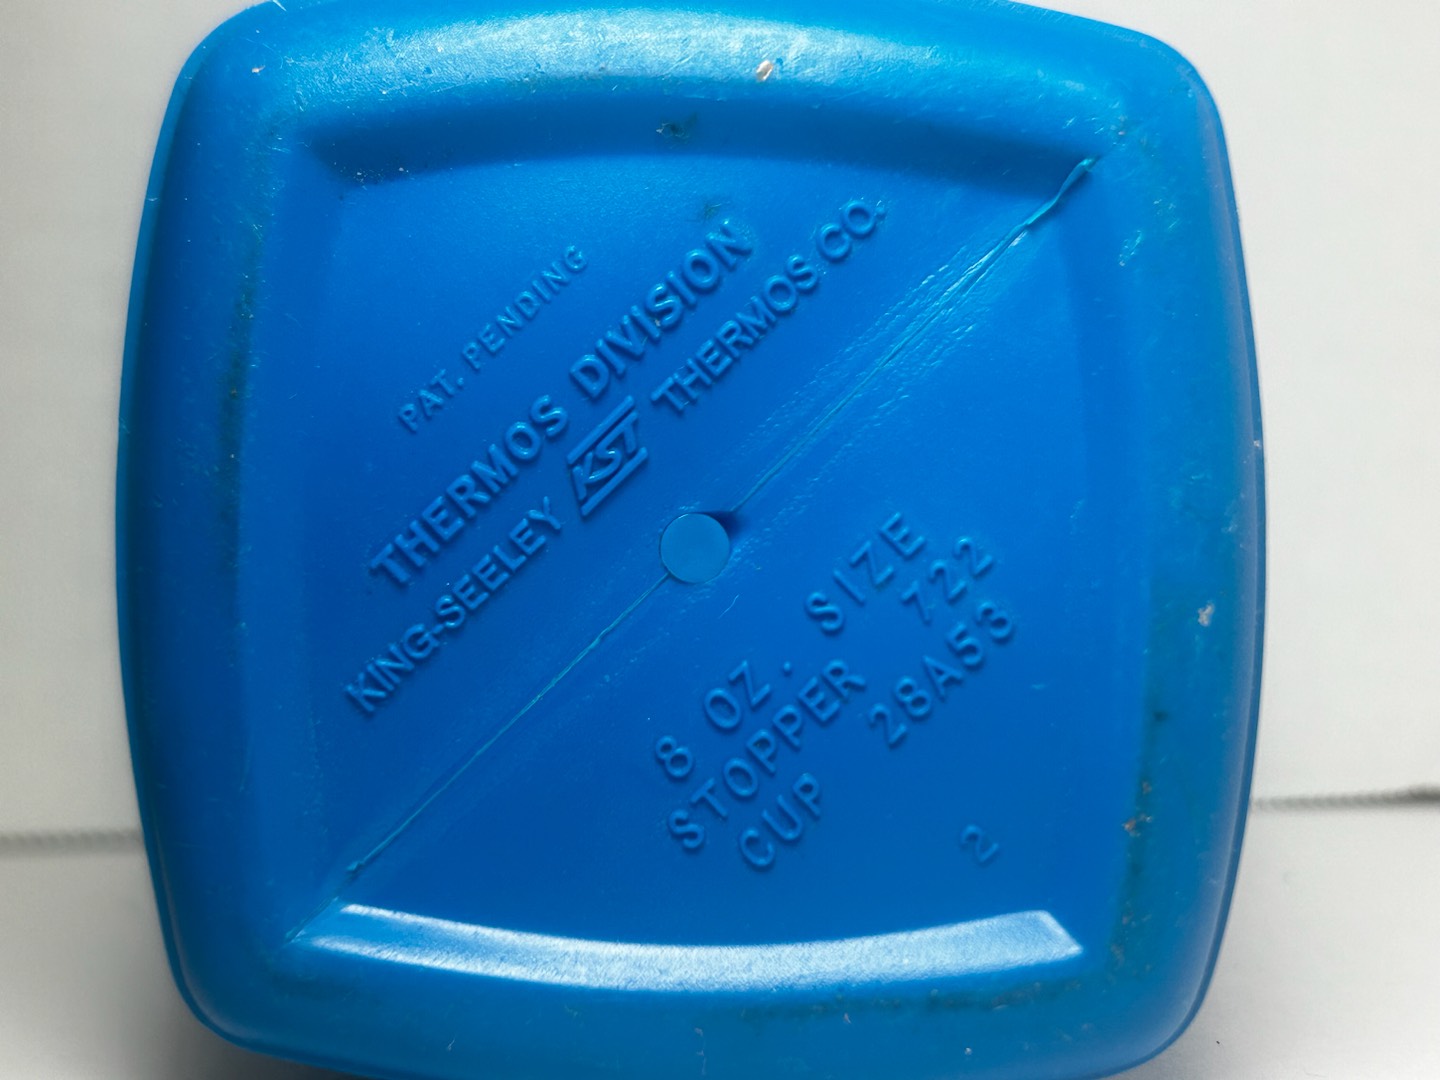 PAT. PENDING
THERMOS DIVISION
KING-SEELEY KST THERMOS CO.
8 OZ. SIZE
STOPPER 722
CUP 28A53
2